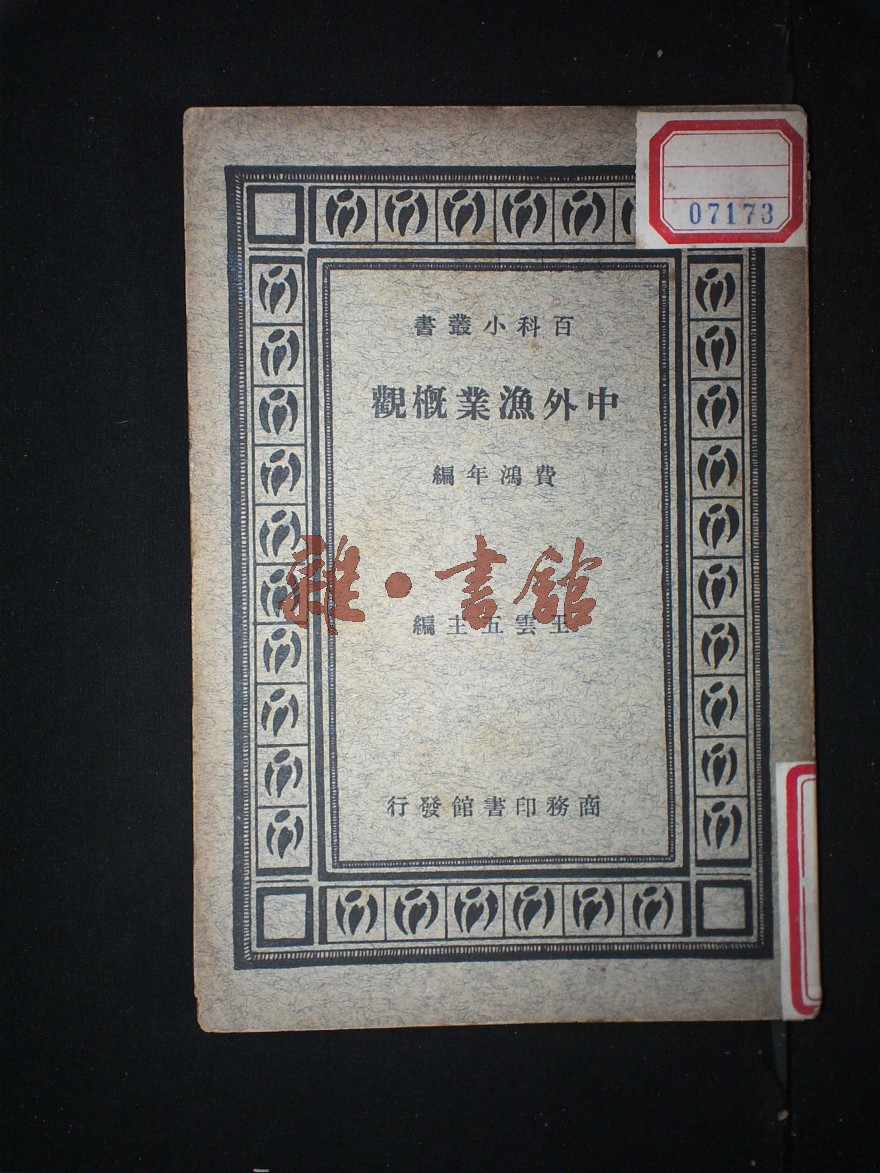 07173
百科小叢書
中外漁業概觀
費鴻年編
雜·書館
王雲五主編
商務印書館發行